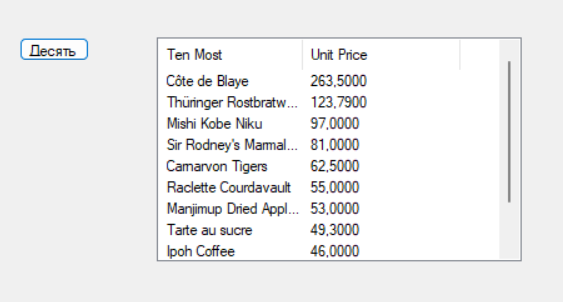 Десять
Ten Most Unit Price
Côte de Blaye 263,5000
Thüringer Rostbratw... 123,7900
Mishi Kobe Niku 97,0000
Sir Rodney's Marmal... 81,0000
Carnarvon Tigers 62,5000
Raclette Courdavault 55,0000
Manjimup Dried Appl... 53,0000
Tarte au sucre 49,3000
Ipoh Coffee 46,0000